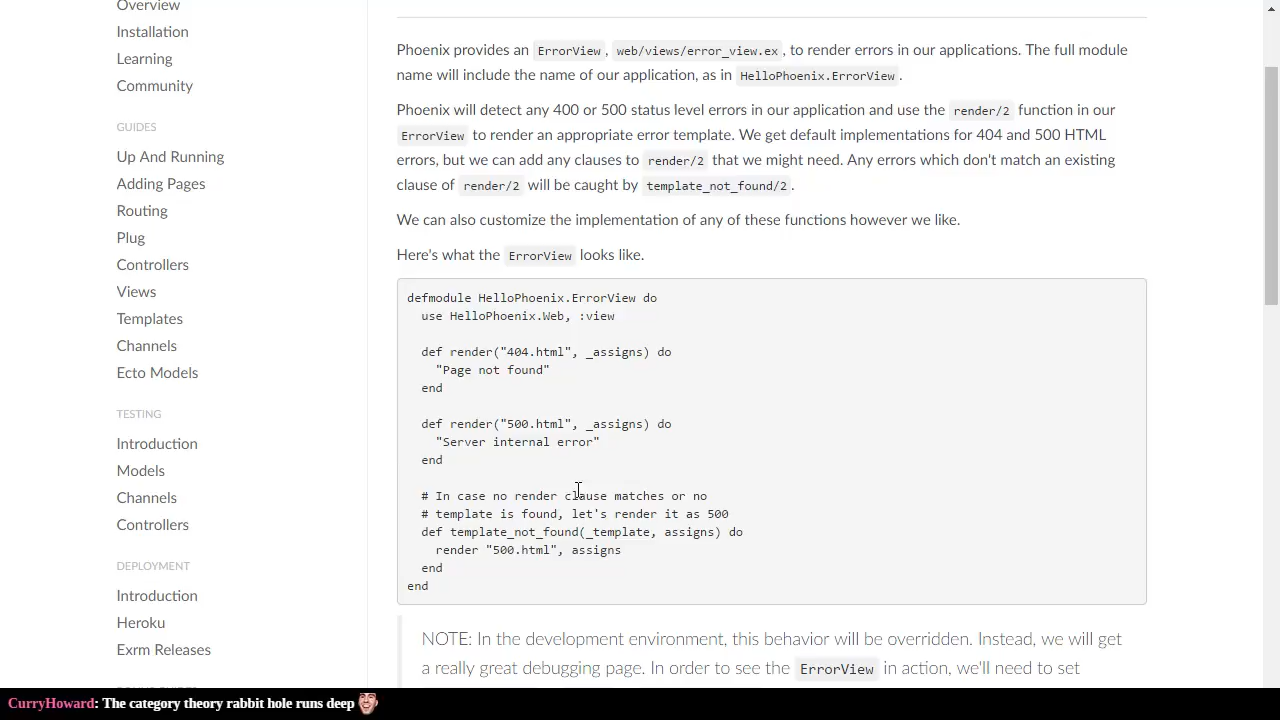 Overview
Installation
Learning
Community
GUIDES
Up And Running
Adding Pages
Routing
Plug
Controllers
Views
Templates
Channels
Ecto Models
TESTING
Introduction
Models
Channels
Controllers
DEPLOYMENT
Introduction
Heroku
Exrm Releases
Phoenix provides an ErrorView, web/views/error_view.ex, to render errors in our applications. The full module
name will include the name of our application, as in HelloPhoenix.ErrorView.
Phoenix will detect any 400 or 500 status level errors in our application and use the render/2 function in our
ErrorView to render an appropriate error template. We get default implementations for 404 and 500 HTML
errors, but we can add any clauses to render/2 that we might need. Any errors which don't match an existing
clause of render/2 will be caught by template_not_found/2.
We can also customize the implementation of any of these functions however we like.
Here's what the ErrorView looks like.
defmodule HelloPhoenix.ErrorView do
  use HelloPhoenix.Web, :view
  def render("404.html", _assigns) do
    "Page not found"
  end
  def render("500.html", _assigns) do
    "Server internal error"
  end
  # In case no render clause matches or no
  # template is found, let's render it as 500
  def template_not_found(_template, assigns) do
    render "500.html", assigns
  end
end
NOTE: In the development environment, this behavior will be overridden. Instead, we will get
a really great debugging page. In order to see the ErrorView in action, we'll need to set
CurryHoward: The category theory rabbit hole runs deep